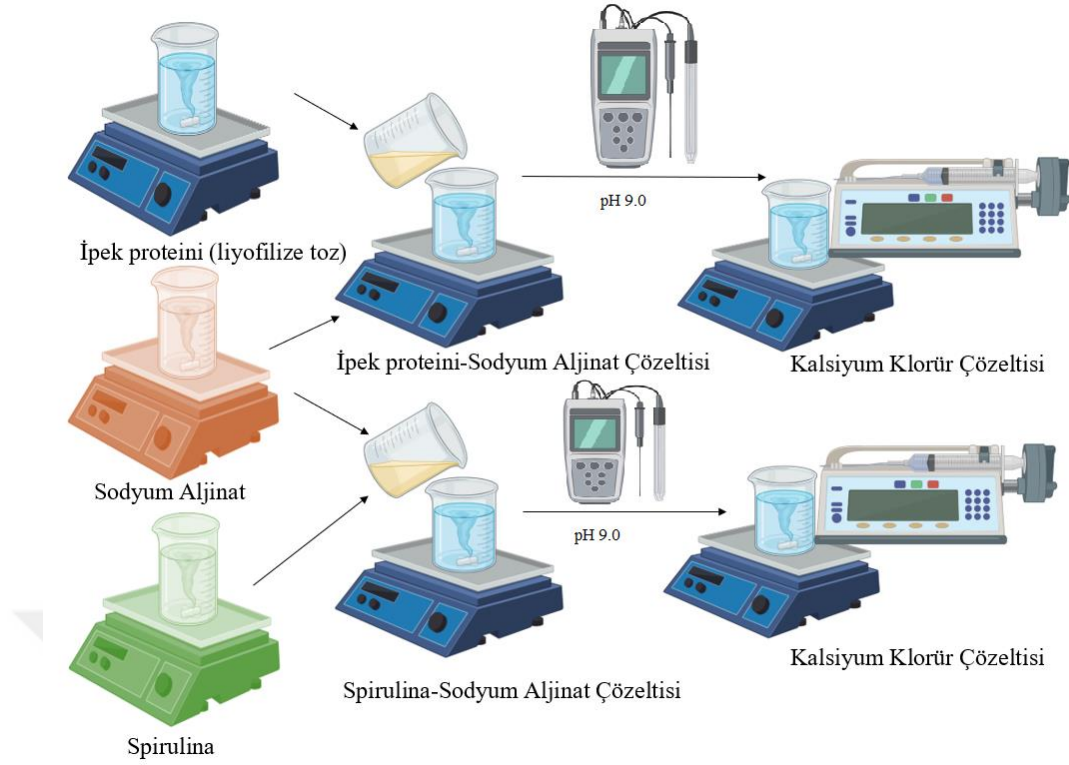 İpek proteini (liyofilize toz)
pH 9.0
İpek proteini-Sodyum Aljinat Çözeltisi
Kalsiyum Klorür Çözeltisi
Sodyum Aljinat
pH 9.0
Spirulina-Sodyum Aljinat Çözeltisi
Kalsiyum Klorür Çözeltisi
Spirulina